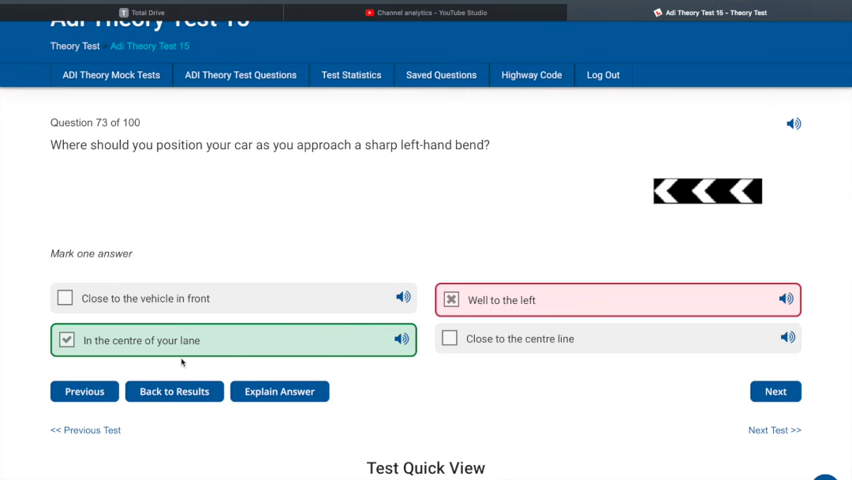 Total Drive
Channel analytics - YouTube Studio
Adi Theory Test 15 - Theory Test
Adi Theory Test 15
Theory Test Adi Theory Test 15
ADI Theory Mock Tests ADI Theory Test Questions Test Statistics Saved Questions Highway Code Log Out
Question 73 of 100
Where should you position your car as you approach a sharp left-hand bend?
Mark one answer
Close to the vehicle in front
Well to the left
In the centre of your lane
Close to the centre line
Previous Back to Results Explain Answer Next
<< Previous Test Next Test >>
Test Quick View